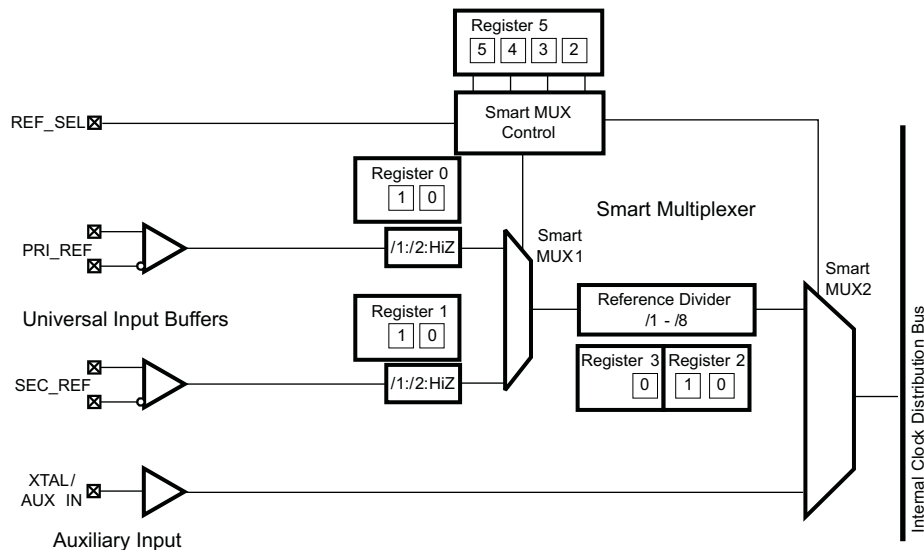 Register 5
5 4 3 2
REF_SEL
Smart MUX
Control
Register 0
1 0
PRI_REF
/1:/2:HiZ
Smart
MUX1
Smart Multiplexer
Smart
MUX2
Universal Input Buffers
Register 1
1 0
Reference Divider
/1 - /8
SEC_REF
/1:/2:HiZ
Register 3
0
Register 2
1 0
XTAL/
AUX IN
Auxiliary Input
Internal Clock Distribution Bus